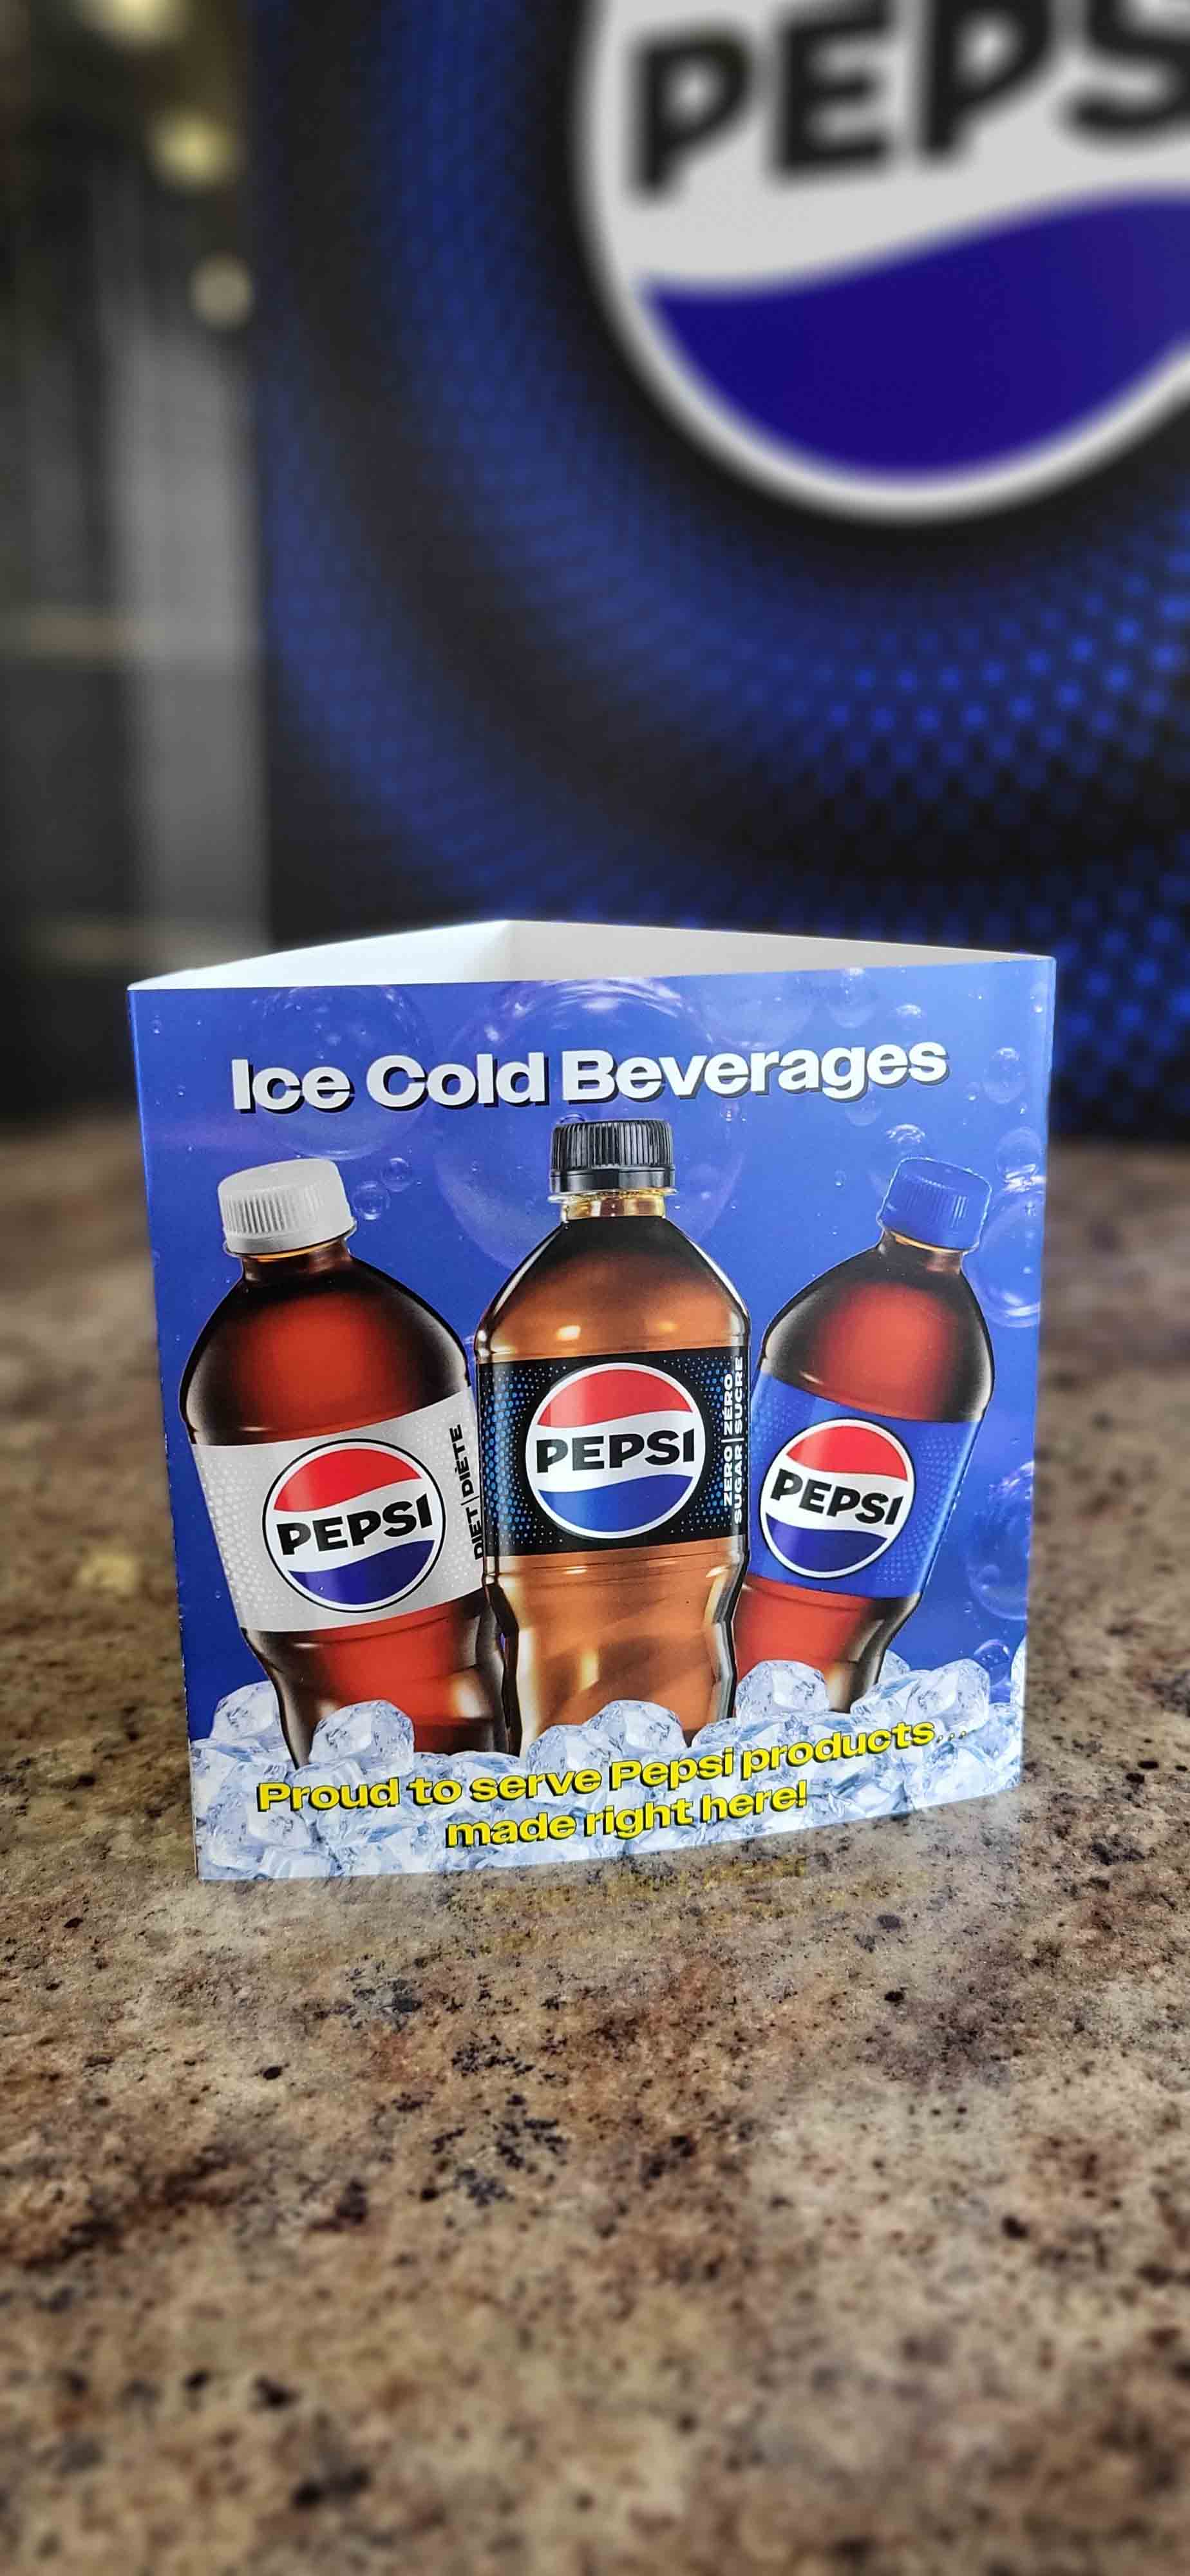 PEPS
Ice Cold Beverages
PEPSI
DIET | DIÈTE
PEPSI
ZERO | ZÉRO
SUGAR | SUCRE
PEPSI
Proud to serve Pepsi products...
made right here!